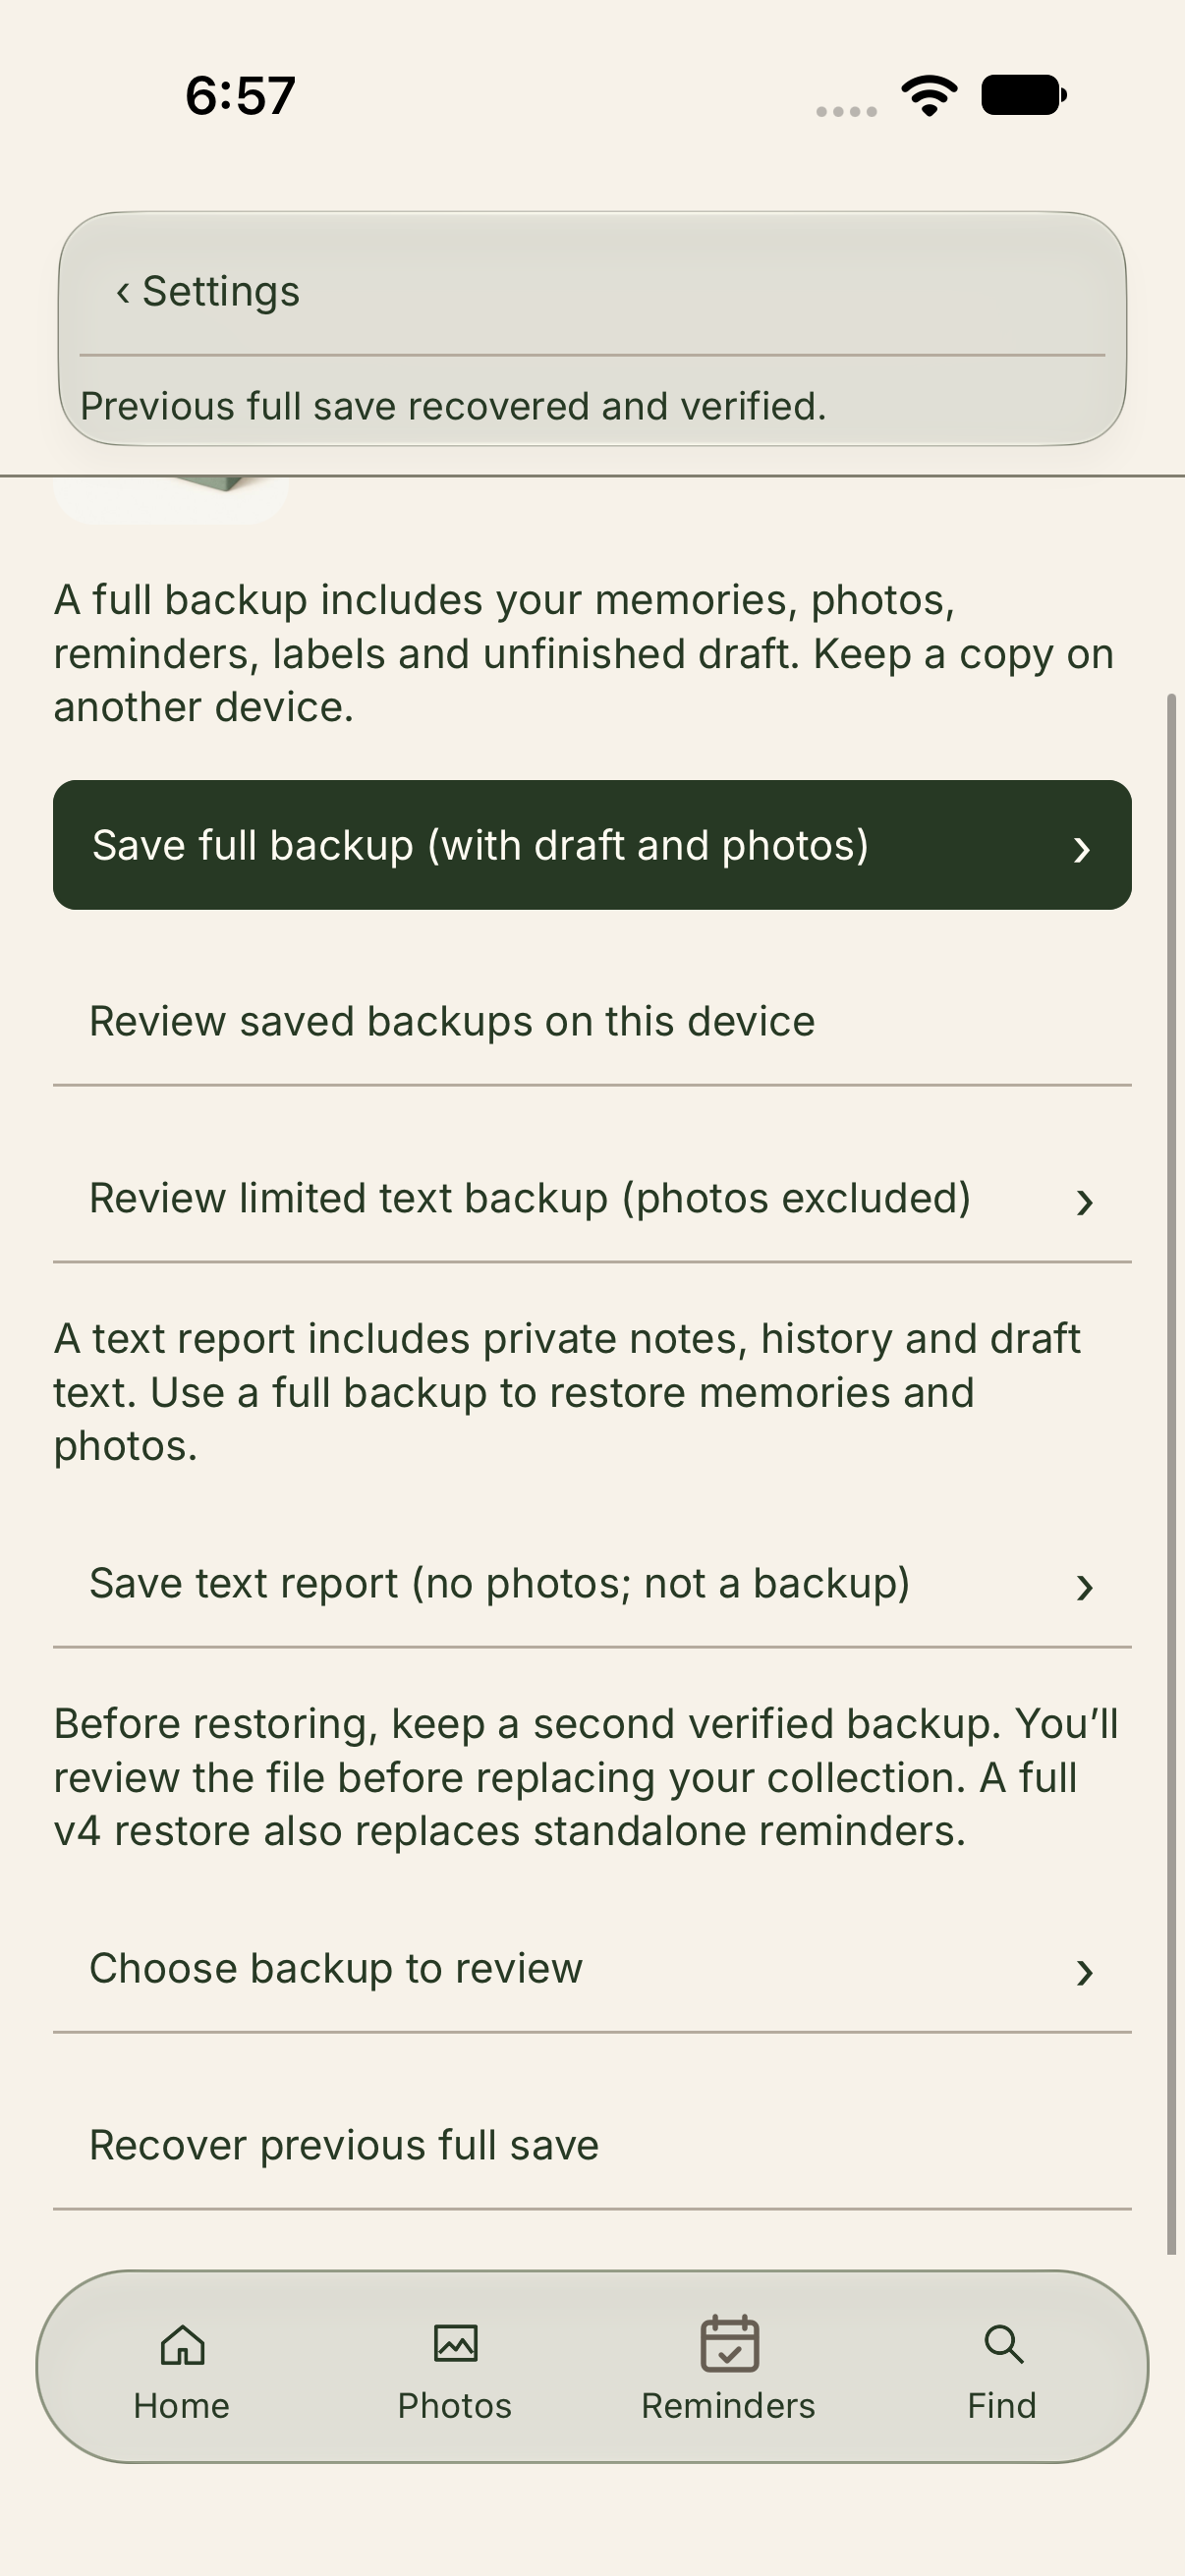 6:57
‹ Settings
Previous full save recovered and verified.
A full backup includes your memories, photos,
reminders, labels and unfinished draft. Keep a copy on
another device.
Save full backup (with draft and photos) ›
Review saved backups on this device
Review limited text backup (photos excluded) ›
A text report includes private notes, history and draft
text. Use a full backup to restore memories and
photos.
Save text report (no photos; not a backup) ›
Before restoring, keep a second verified backup. You’ll
review the file before replacing your collection. A full
v4 restore also replaces standalone reminders.
Choose backup to review ›
Recover previous full save
Home Photos Reminders Find